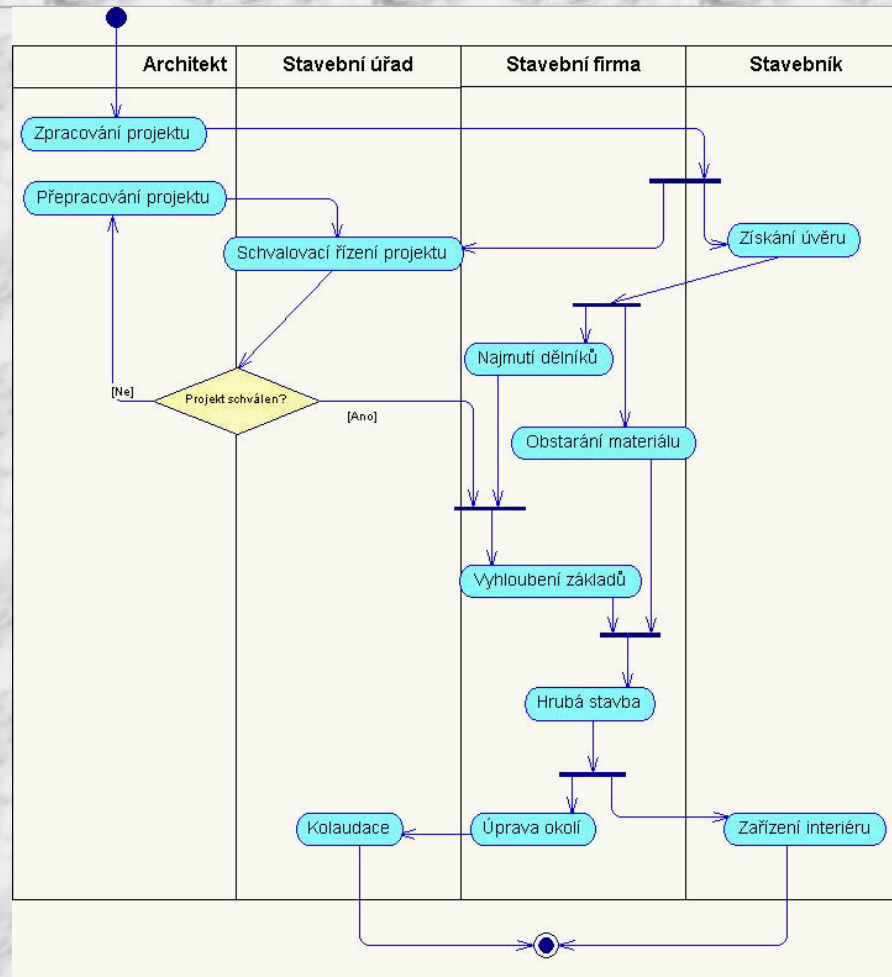 Architekt
Stavební úřad
Stavební firma
Stavebník
Zpracování projektu
Přepracování projektu
Schvalovací řízení projektu
Získání úvěru
Najmutí dělníků
[Ne]
Projekt schválen?
[Ano]
Obstarání materiálu
Vyhloubení základů
Hrubá stavba
Kolaudace
Úprava okolí
Zařízení interiéru